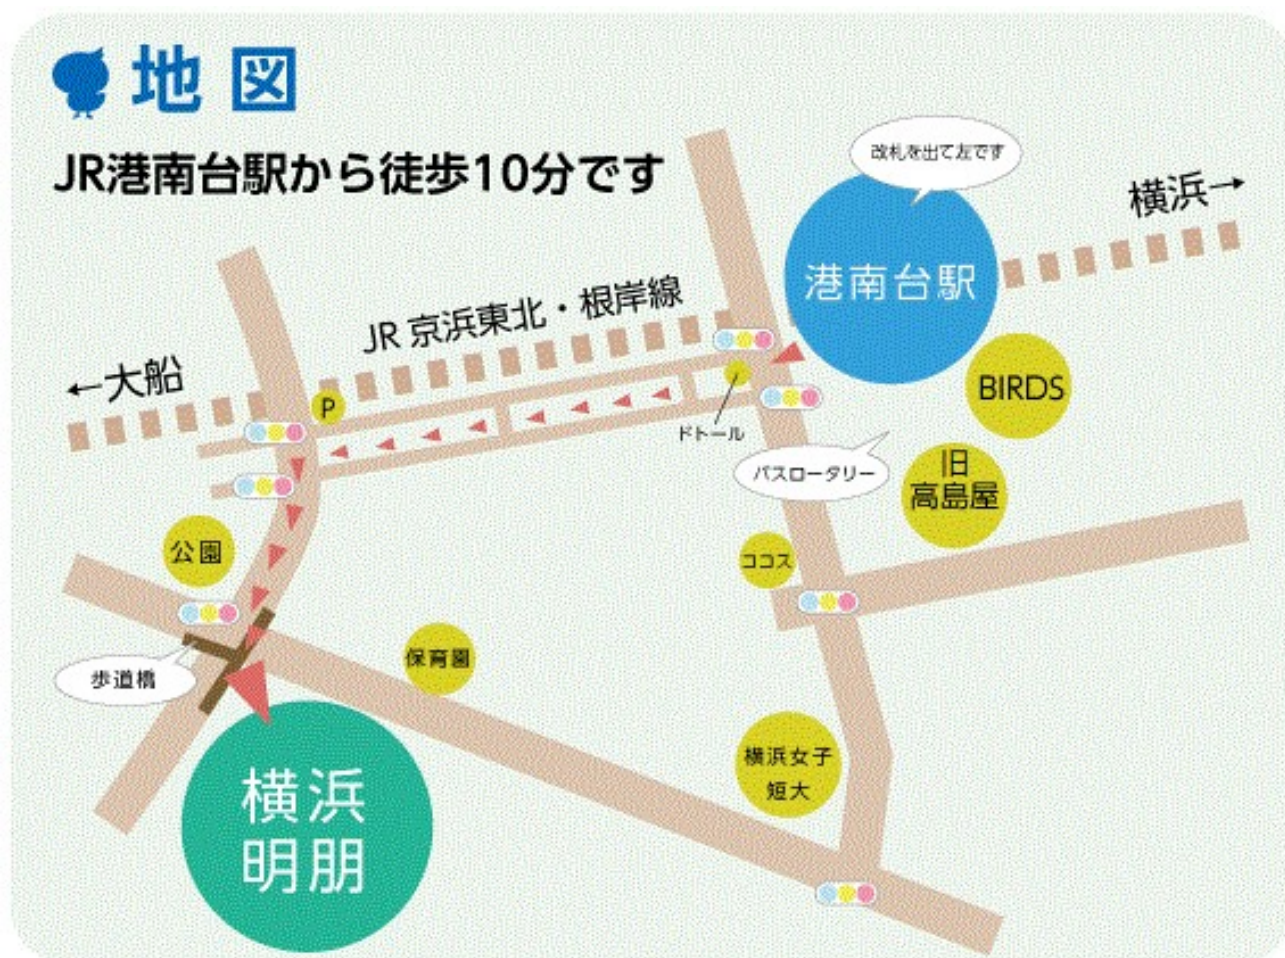 地図
JR港南台駅から徒歩10分です
改札を出て左です
横浜→
港南台駅
JR 京浜東北・根岸線
←大船
BIRDS
P
ドトール
バスロータリー
旧
高島屋
公園
ココス
保育園
歩道橋
横浜女子
短大
横浜
明朋